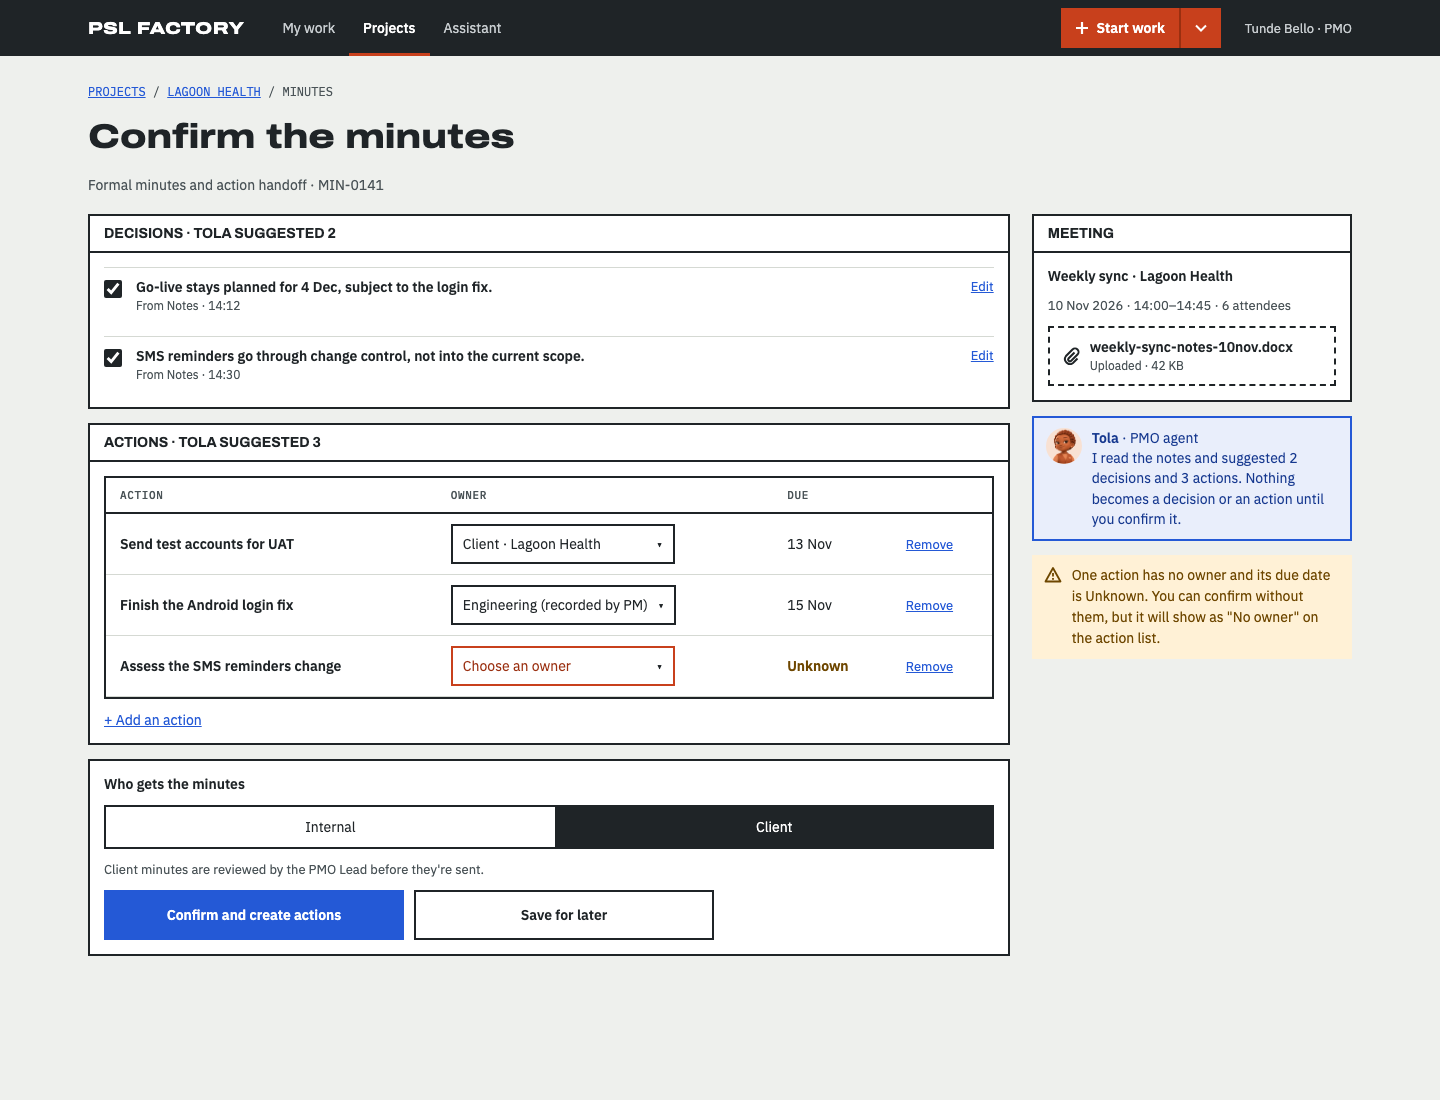 PSL FACTORY
My work
Projects
Assistant
+ Start work
Tunde Bello · PMO
PROJECTS / LAGOON HEALTH / MINUTES
Confirm the minutes
Formal minutes and action handoff · MIN-0141
DECISIONS · TOLA SUGGESTED 2
Go-live stays planned for 4 Dec, subject to the login fix.
Edit
From Notes · 14:12
SMS reminders go through change control, not into the current scope.
Edit
From Notes · 14:30
ACTIONS · TOLA SUGGESTED 3
ACTION OWNER DUE
Send test accounts for UAT
Client · Lagoon Health
13 Nov
Remove
Finish the Android login fix
Engineering (recorded by PM)
15 Nov
Remove
Assess the SMS reminders change
Choose an owner
Unknown
Remove
+ Add an action
Who gets the minutes
Internal
Client
Client minutes are reviewed by the PMO Lead before they're sent.
Confirm and create actions
Save for later
MEETING
Weekly sync · Lagoon Health
10 Nov 2026 · 14:00–14:45 · 6 attendees
weekly-sync-notes-10nov.docx
Uploaded · 42 KB
Tola · PMO agent
I read the notes and suggested 2
decisions and 3 actions. Nothing
becomes a decision or an action until
you confirm it.
One action has no owner and its due date
is Unknown. You can confirm without
them, but it will show as "No owner" on
the action list.